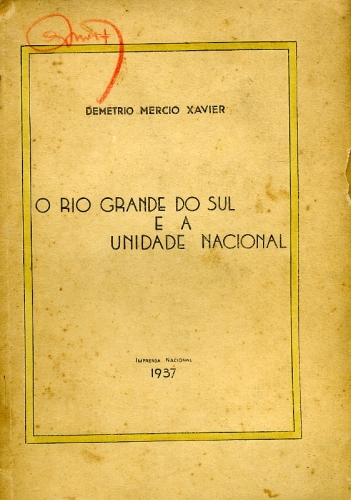 DEMETRIO MERCIO XAVIER
O RIO GRANDE DO SUL
E A
UNIDADE NACIONAL
IMPRENSA NACIONAL
1937